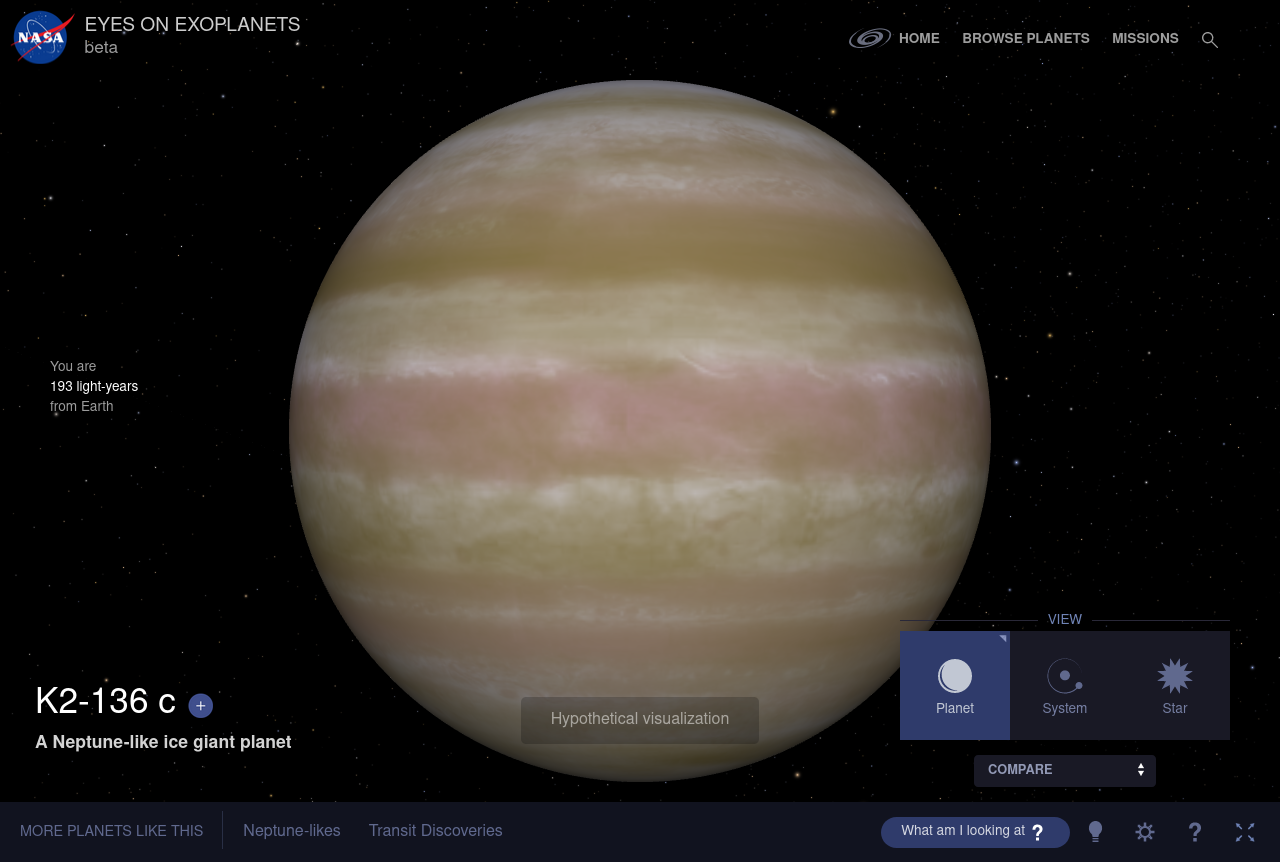 NASA
EYES ON EXOPLANETS
beta
HOME
BROWSE PLANETS
MISSIONS
You are
193 light-years
from Earth
VIEW
Planet
System
Star
K2-136 c +
A Neptune-like ice giant planet
Hypothetical visualization
COMPARE
MORE PLANETS LIKE THIS
Neptune-likes
Transit Discoveries
What am I looking at ?
?